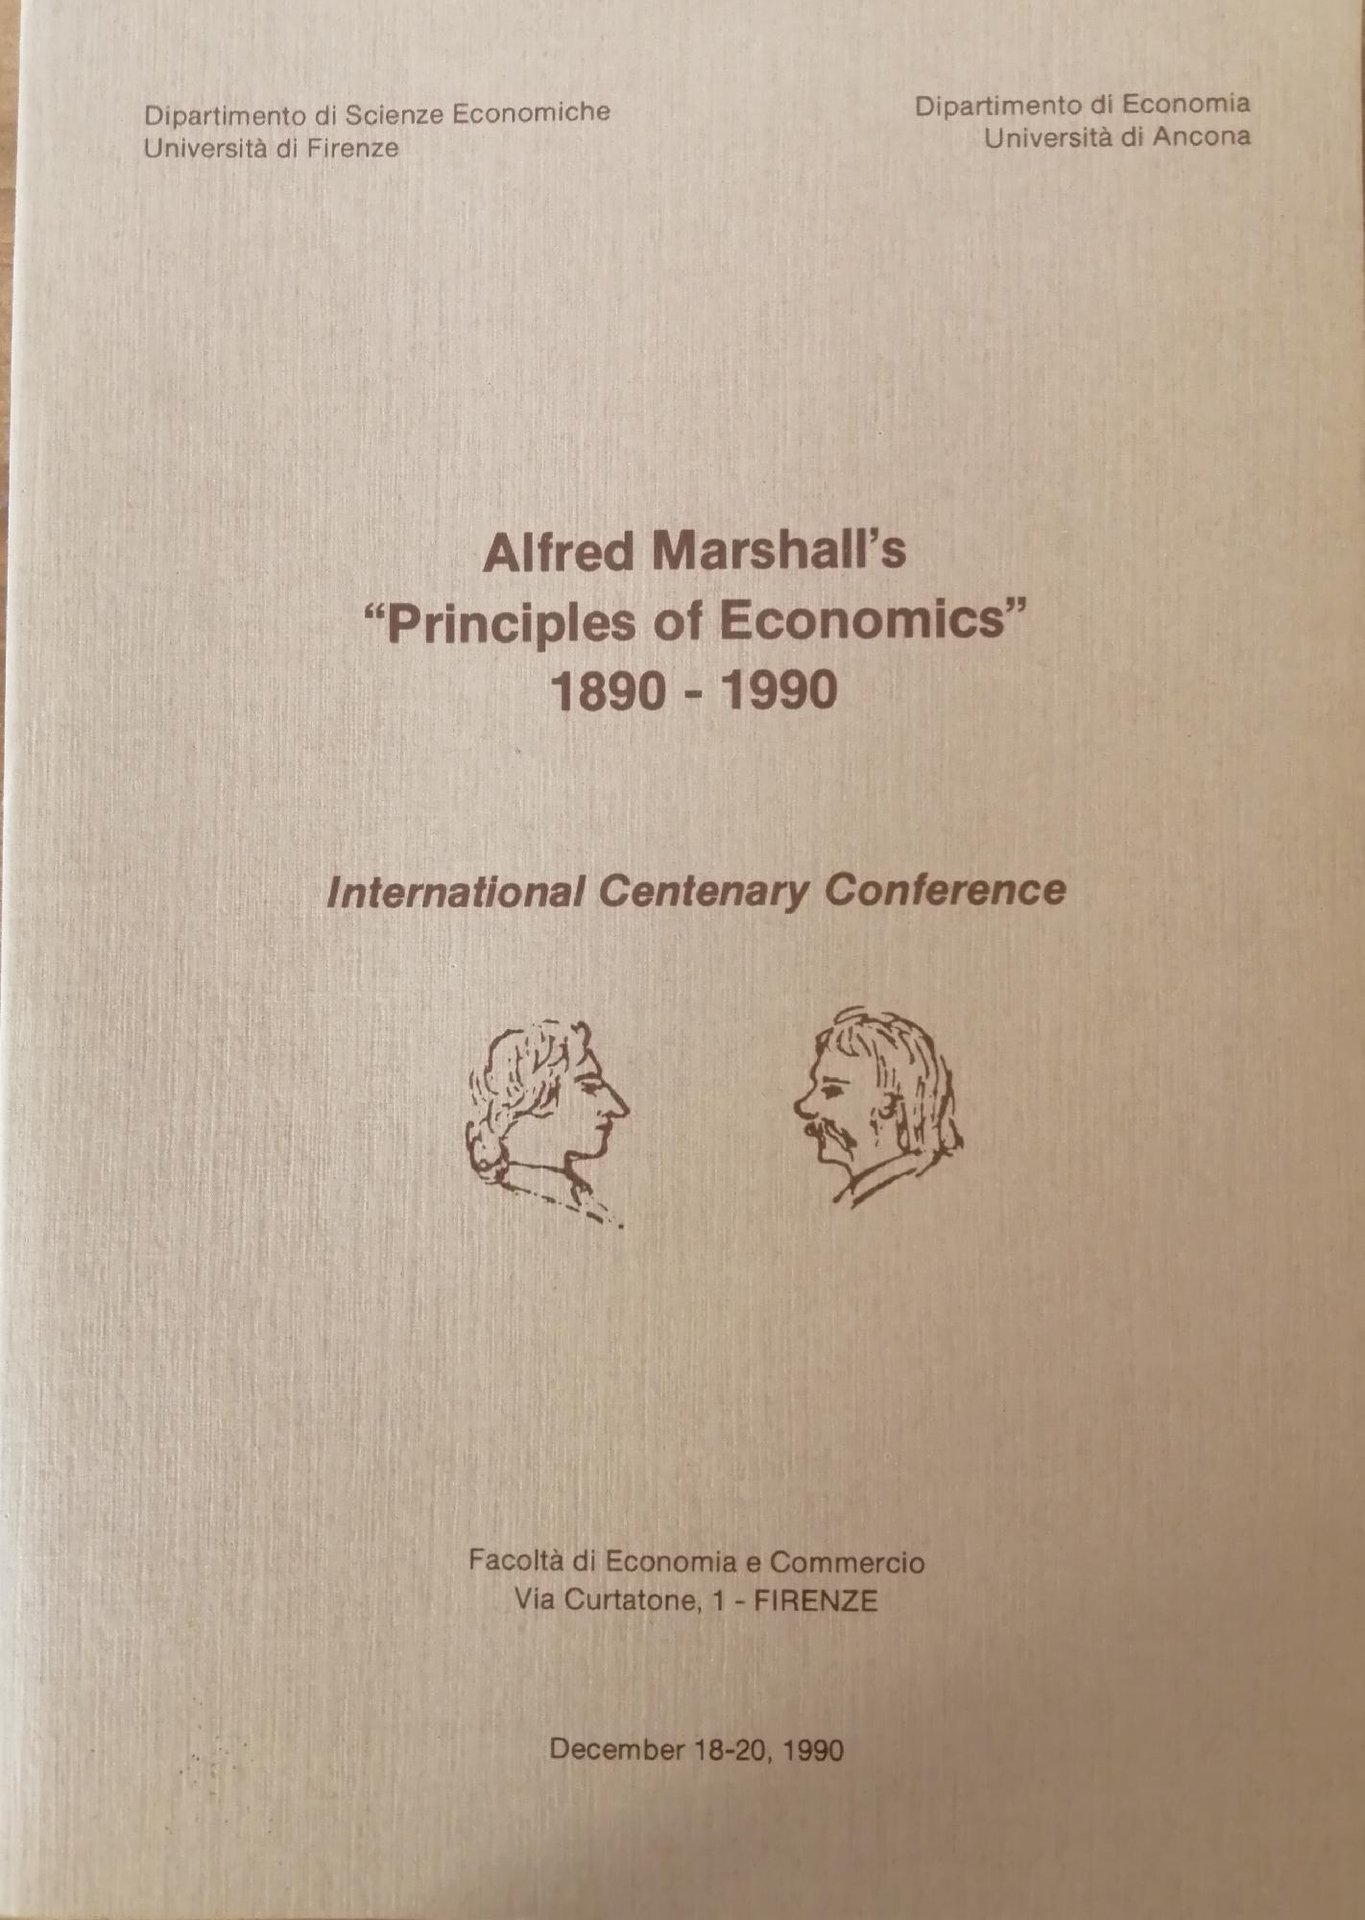 Dipartimento di Scienze Economiche
Università di Firenze
Dipartimento di Economia
Università di Ancona
Alfred Marshall's
“Principles of Economics”
1890 - 1990
International Centenary Conference
Facoltà di Economia e Commercio
Via Curtatone, 1 - FIRENZE
December 18-20, 1990